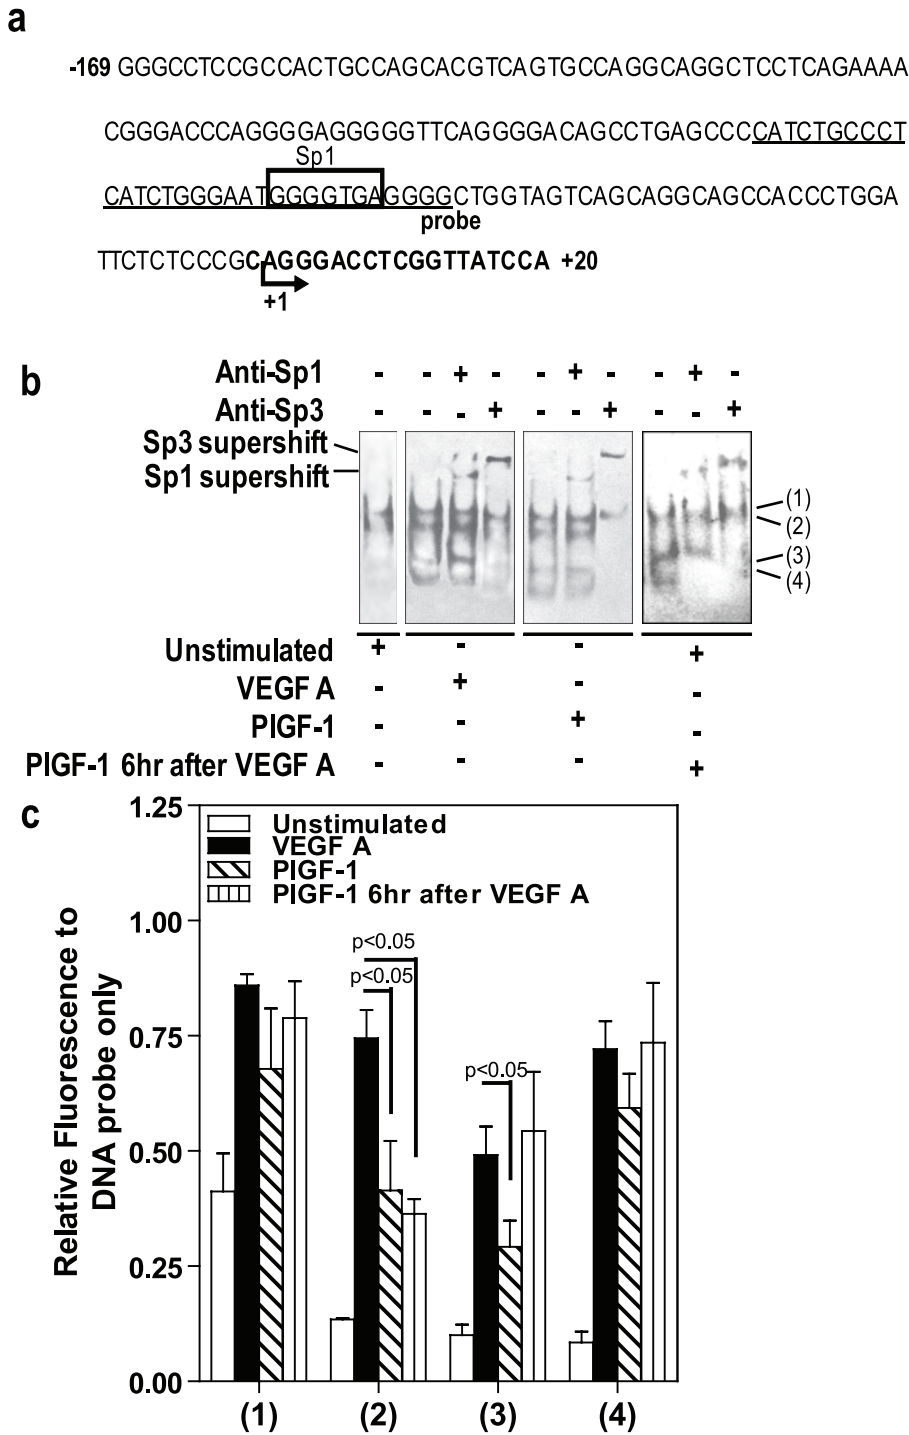 a
-169 GGGCCTCCGCCACTGCCAGCACGTCAGTGCCAGGCAGGCTCCTCAGAAAA
CGGGACCCAGGGGAGGGGGTTCAGGGGACAGCCTGAGCCCCATCTGCCCT
Sp1
CATCTGGGAATGGGGTGAGGGGCTGGTAGTCAGCAGGCAGCCACCCTGGA
probe
TTCTCTCCCGCAGGGACCTCGGTTATCCA +20
+1
b
Anti-Sp1 - - + - - + - - + -
Anti-Sp3 - - - + - - + - - +
Sp3 supershift
Sp1 supershift
(1)
(2)
(3)
(4)
Unstimulated + - - +
VEGF A - + - -
PlGF-1 - - + -
PlGF-1 6hr after VEGF A - - - +
c
Relative Fluorescence to
DNA probe only
1.25
1.00
0.75
0.50
0.25
0.00
Unstimulated
VEGF A
PlGF-1
PlGF-1 6hr after VEGF A
p<0.05
p<0.05
p<0.05
(1) (2) (3) (4)